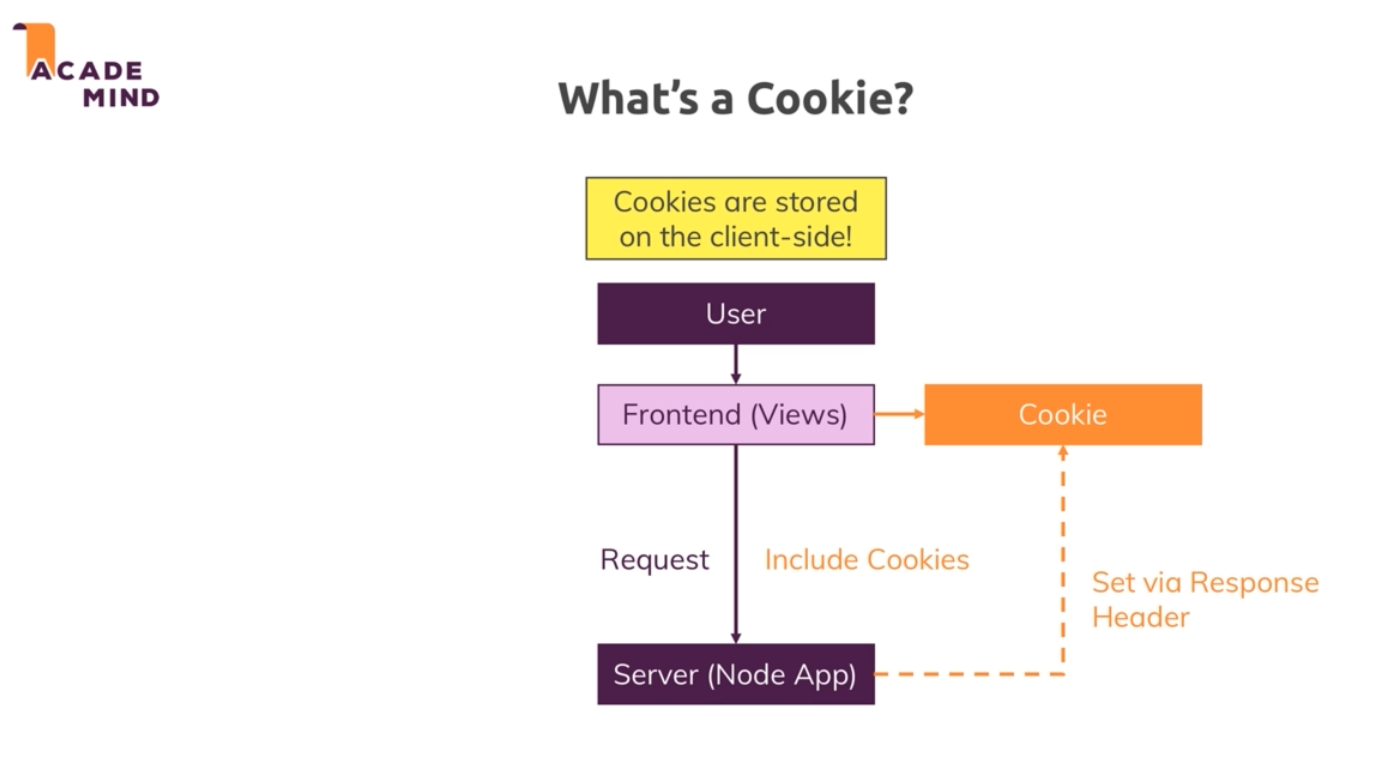 ACADE
MIND
What's a Cookie?
Cookies are stored
on the client-side!
User
Frontend (Views)
Cookie
Request
Include Cookies
Set via Response
Header
Server (Node App)